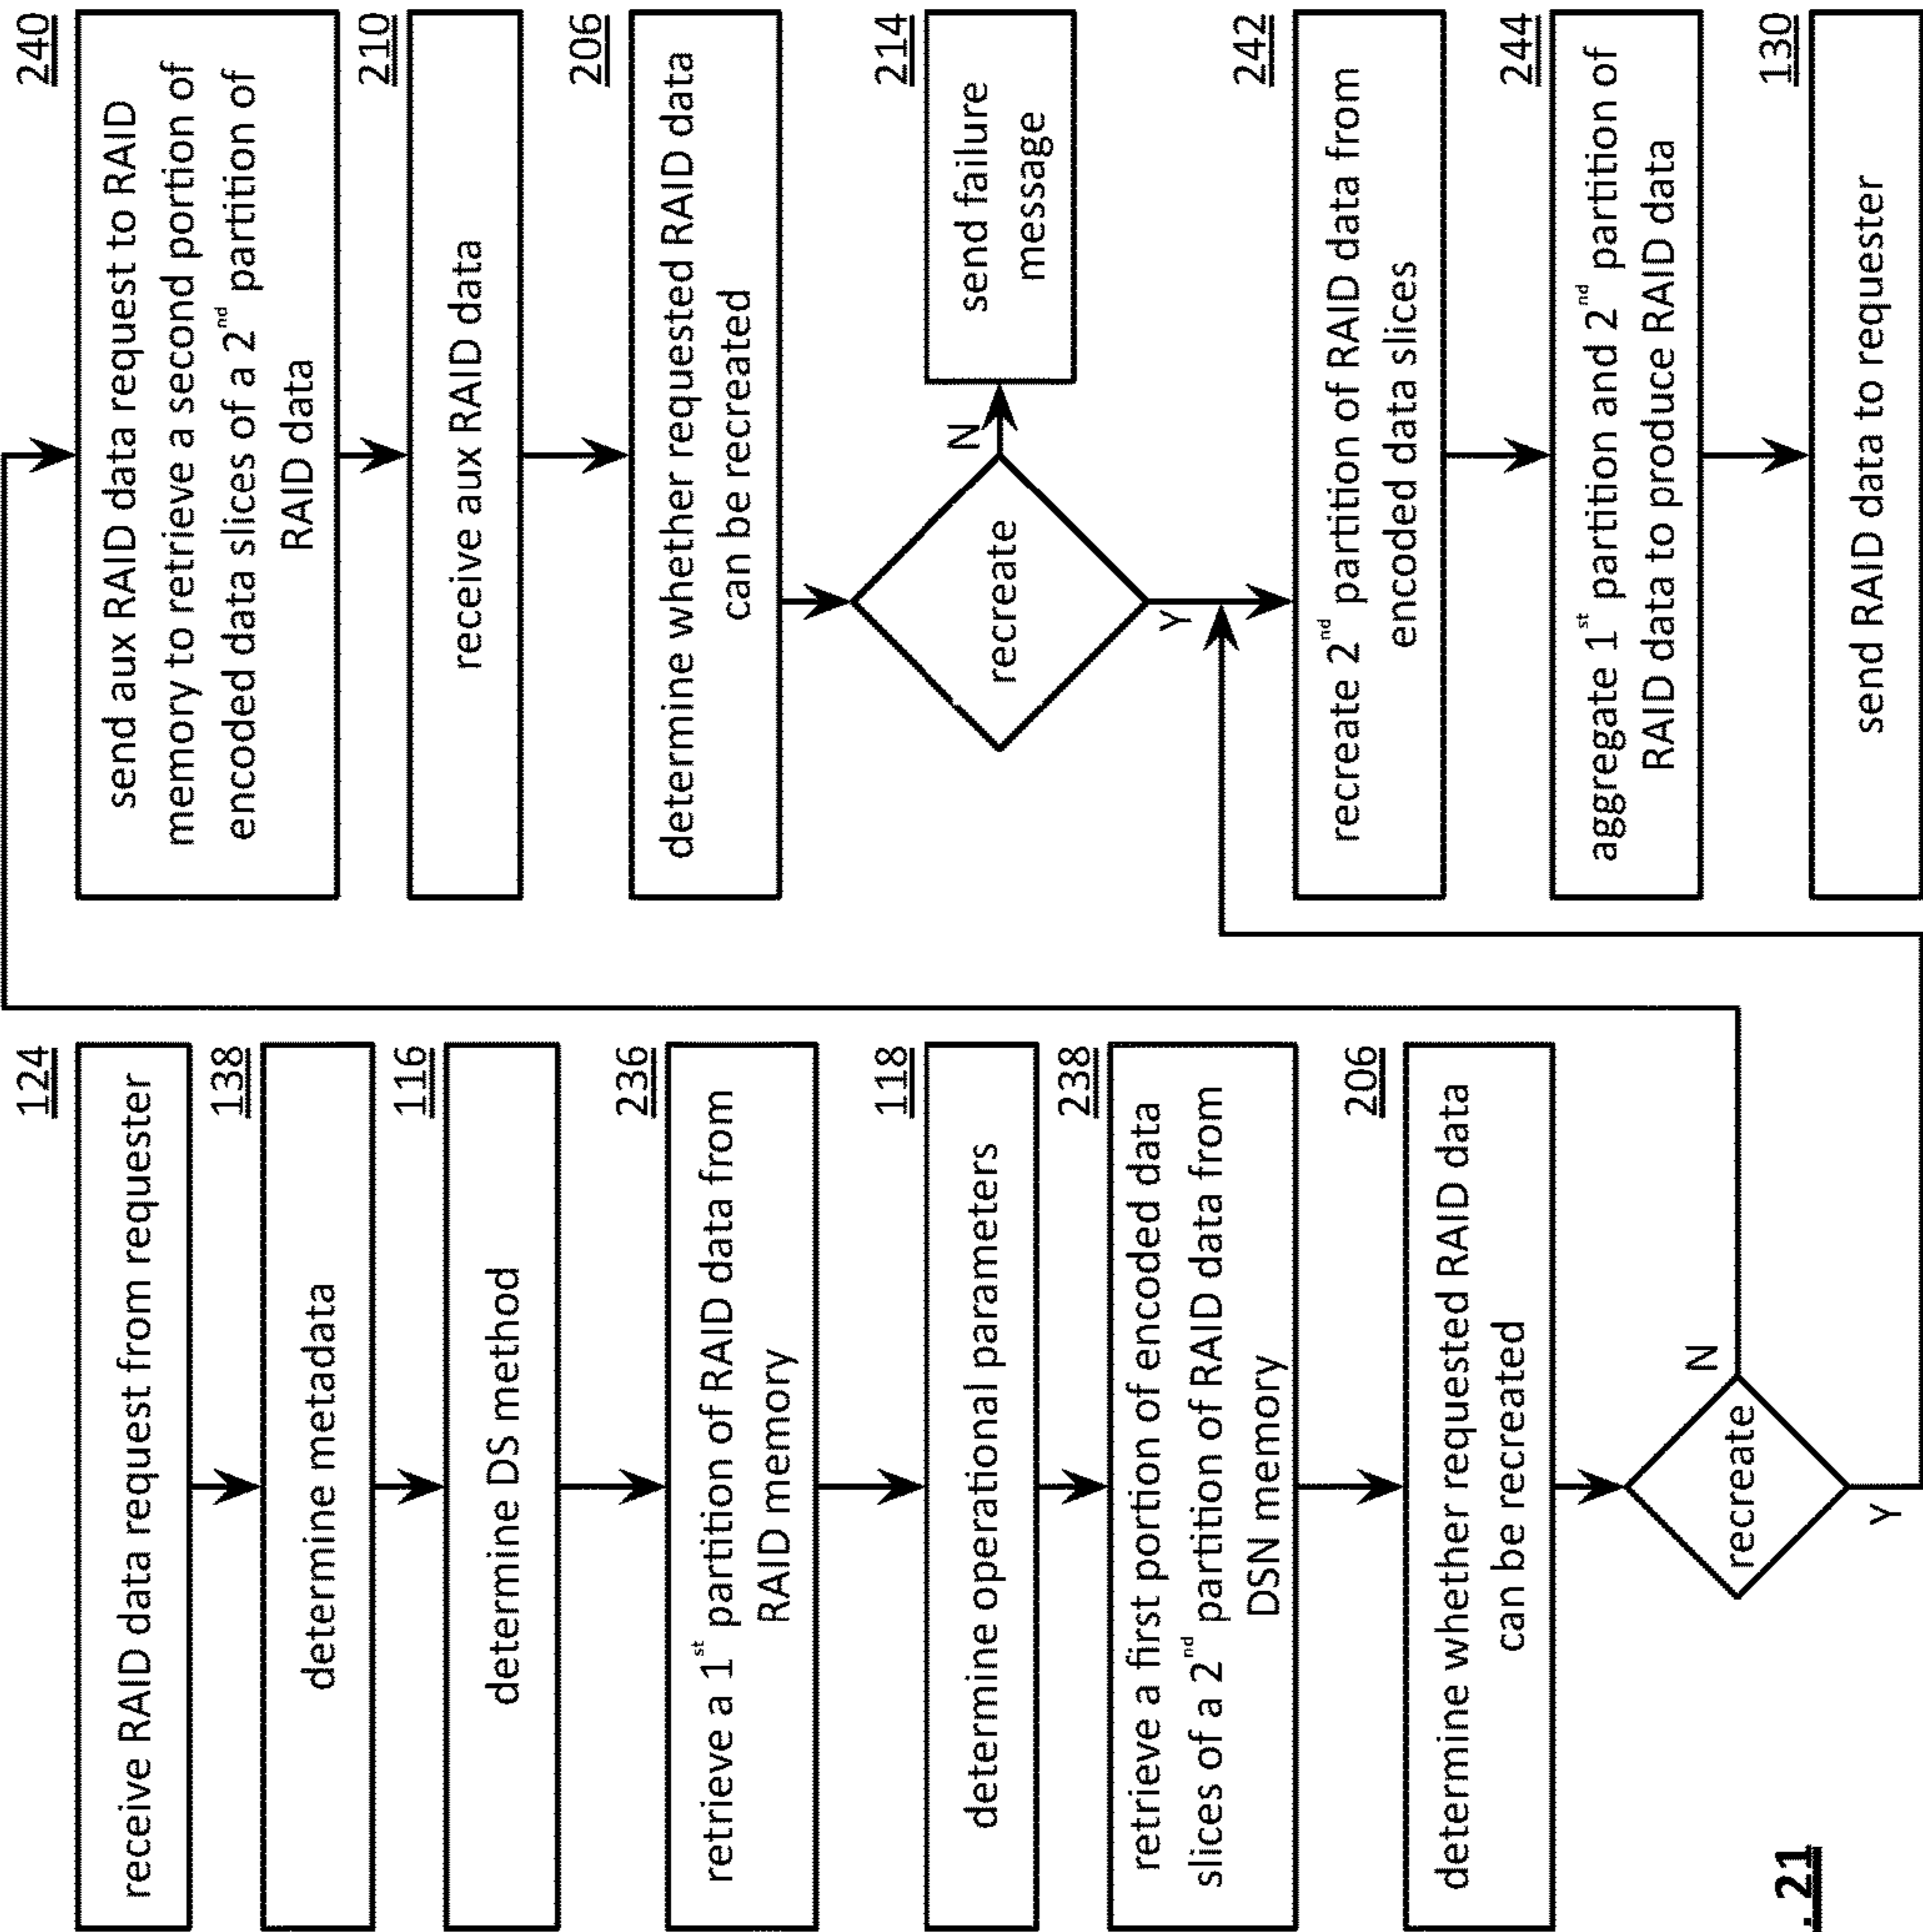 124
receive RAID data request from requester
138
determine metadata
116
determine DS method
236
retrieve a 1st partition of RAID data from
RAID memory
118
determine operational parameters
238
retrieve a first portion of encoded data
slices of a 2nd partition of RAID data from
DSN memory
206
determine whether requested RAID data
can be recreated
recreate
N
Y
240
send aux RAID data request to RAID
memory to retrieve a second portion of
encoded data slices of a 2nd partition of
RAID data
210
receive aux RAID data
206
determine whether requested RAID data
can be recreated
recreate
N
214
send failure
message
Y
242
recreate 2nd partition of RAID data from
encoded data slices
244
aggregate 1st partition and 2nd partition of
RAID data to produce RAID data
130
send RAID data to requester
. 21